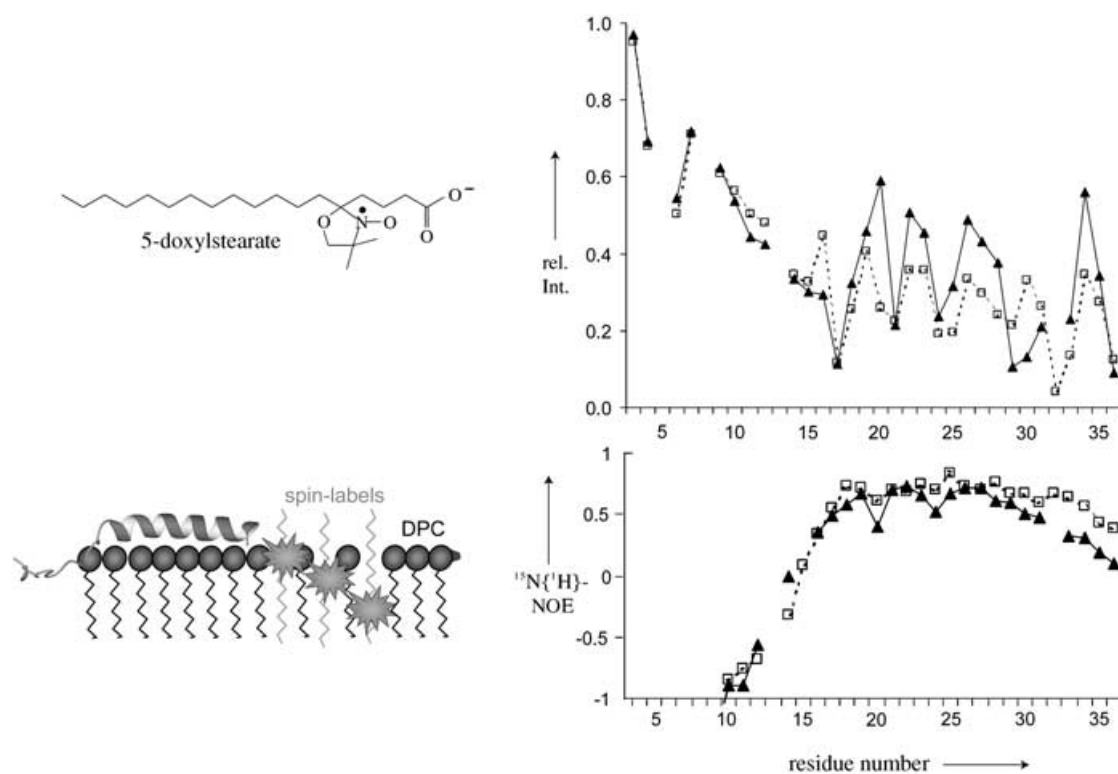 O
N
O
O
O
−
5-doxylstearate
rel.
Int.
1.0
0.8
0.6
0.4
0.2
0.0
5 10 15 20 25 30 35
spin-labels
DPC
¹⁵N{¹H}-
NOE
1
0.5
0
-0.5
-1
5 10 15 20 25 30 35
residue number